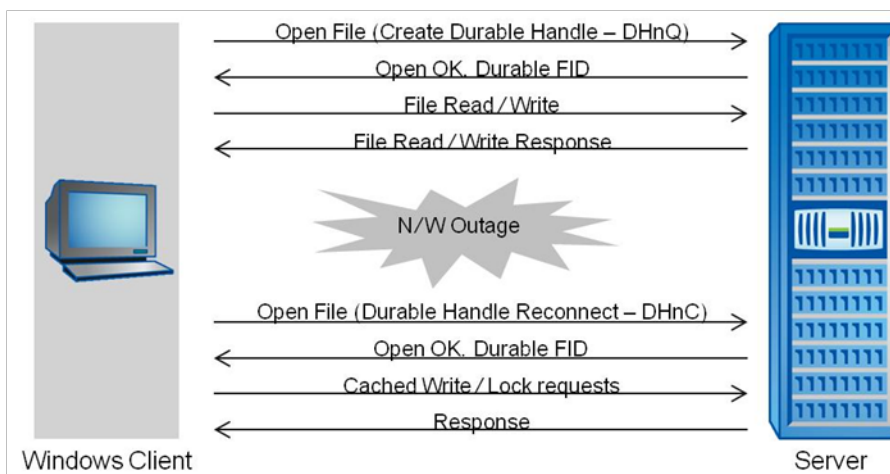 Open File (Create Durable Handle – DHnQ)
Open OK. Durable FID
File Read / Write
File Read / Write Response
N/W Outage
Open File (Durable Handle Reconnect – DHnC)
Open OK. Durable FID
Cached Write / Lock requests
Response
Windows Client
Server